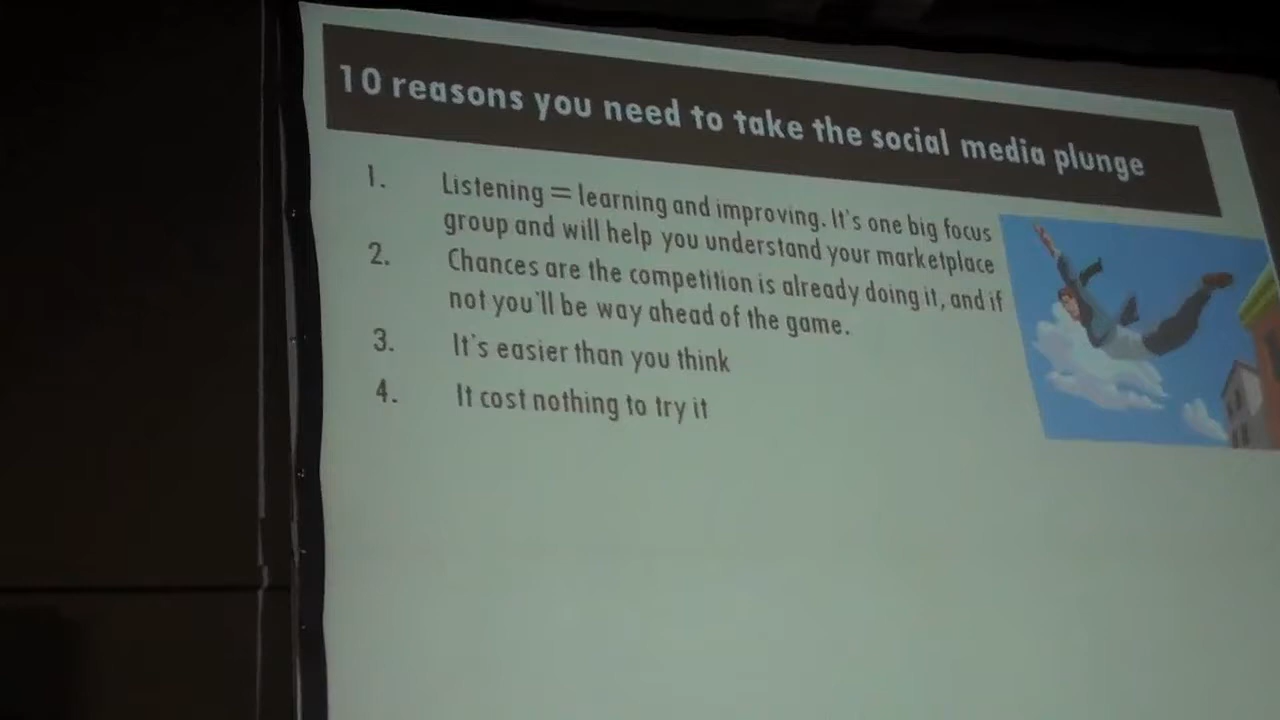 10 reasons you need to take the social media plunge
1. Listening = learning and improving. It's one big focus
group and will help you understand your marketplace
2. Chances are the competition is already doing it, and if
not you'll be way ahead of the game.
3. It's easier than you think
4. It cost nothing to try it